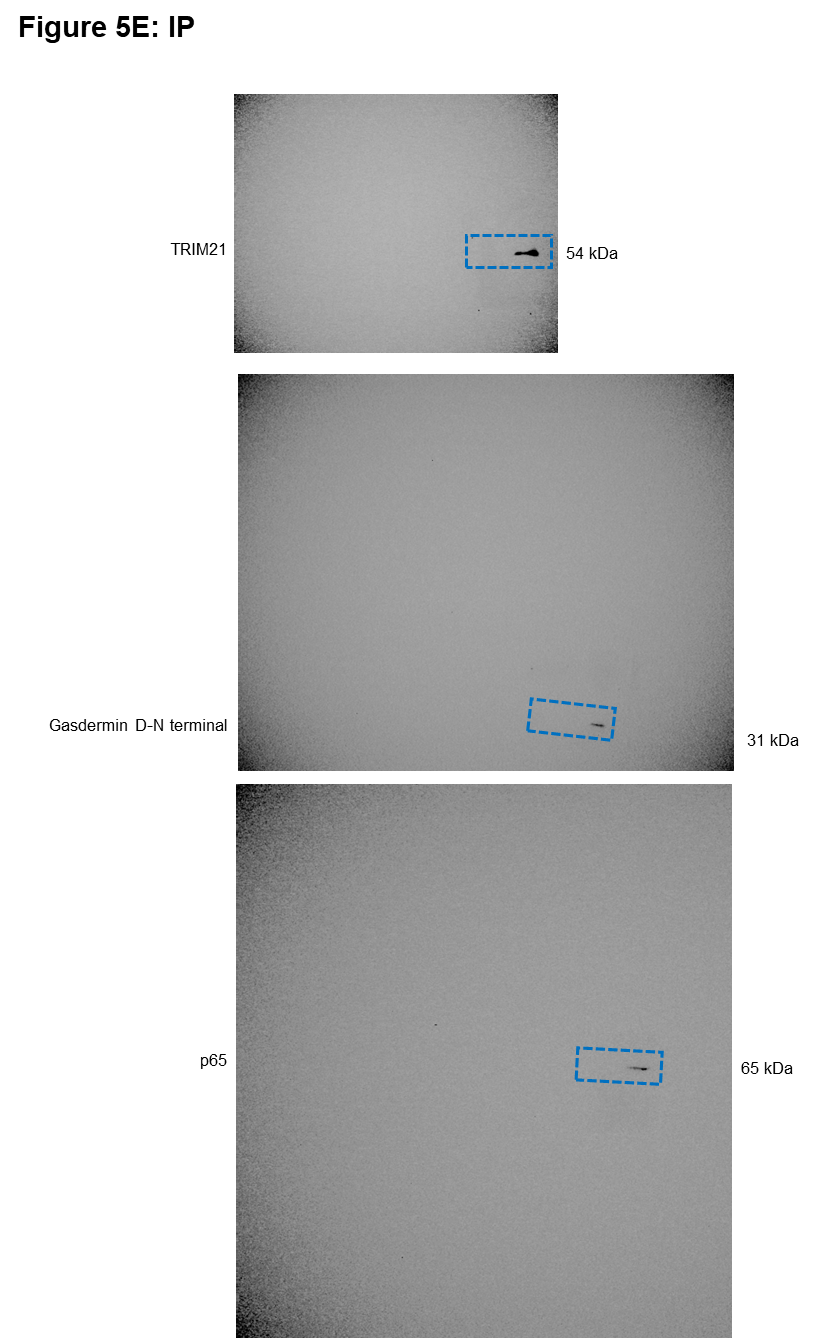 Figure 5E: IP
TRIM21
54 kDa
Gasdermin D-N terminal
31 kDa
p65
65 kDa